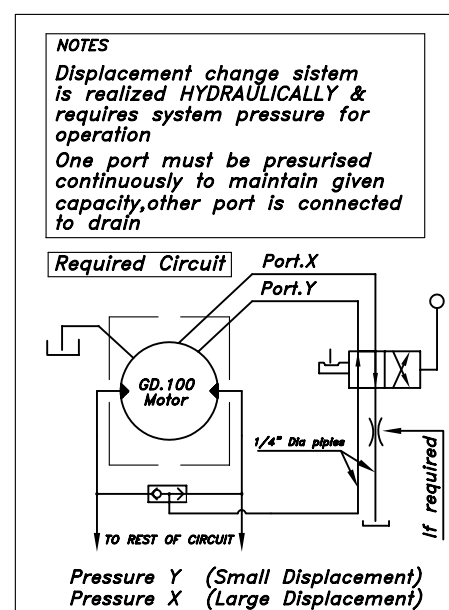 NOTES
Displacement change sistem
is realized HYDRAULICALLY &
requires system pressure for
operation
One port must be presurised
continuously to maintain given
capacity,other port is connected
to drain
Required Circuit
Port.X
Port.Y
GD.100
Motor
1/4" Dia pipies
If required
TO REST OF CIRCUIT
Pressure Y (Small Displacement)
Pressure X (Large Displacement)